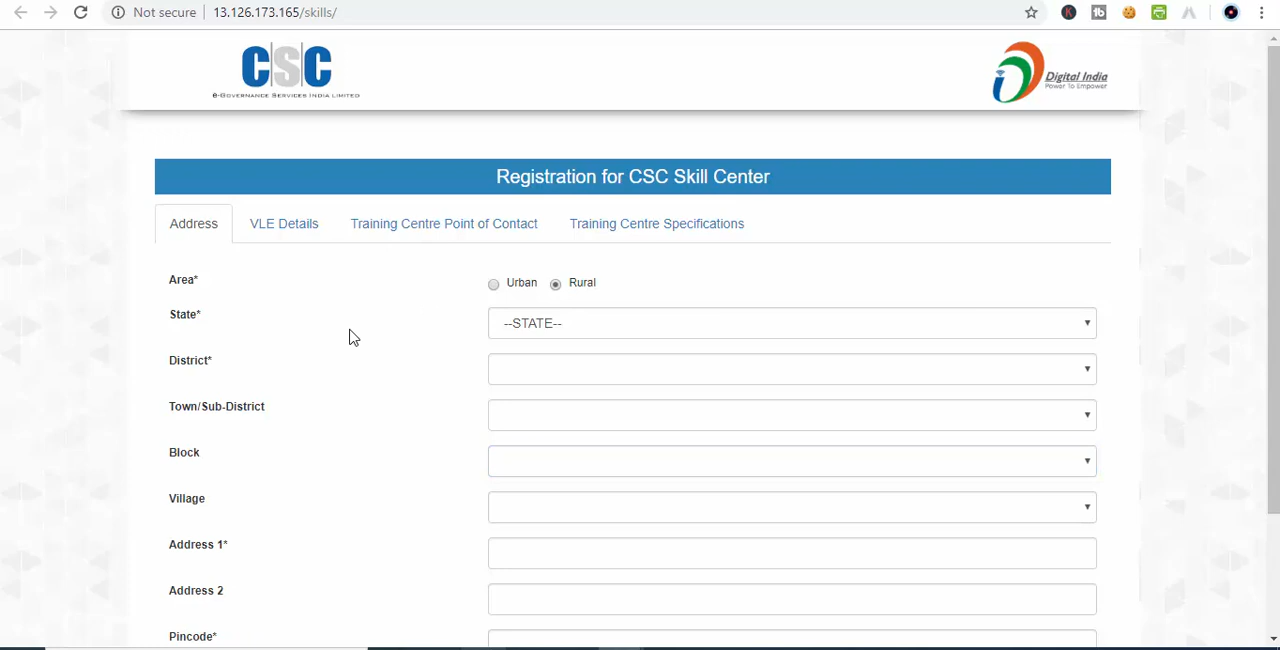 Not secure | 13.126.173.165/skills/
CSC
e-Governance Services India Limited
Digital India
Power To Empower
Registration for CSC Skill Center
Address VLE Details Training Centre Point of Contact Training Centre Specifications
Area* Urban Rural
State* --STATE--
District*
Town/Sub-District
Block
Village
Address 1*
Address 2
Pincode*